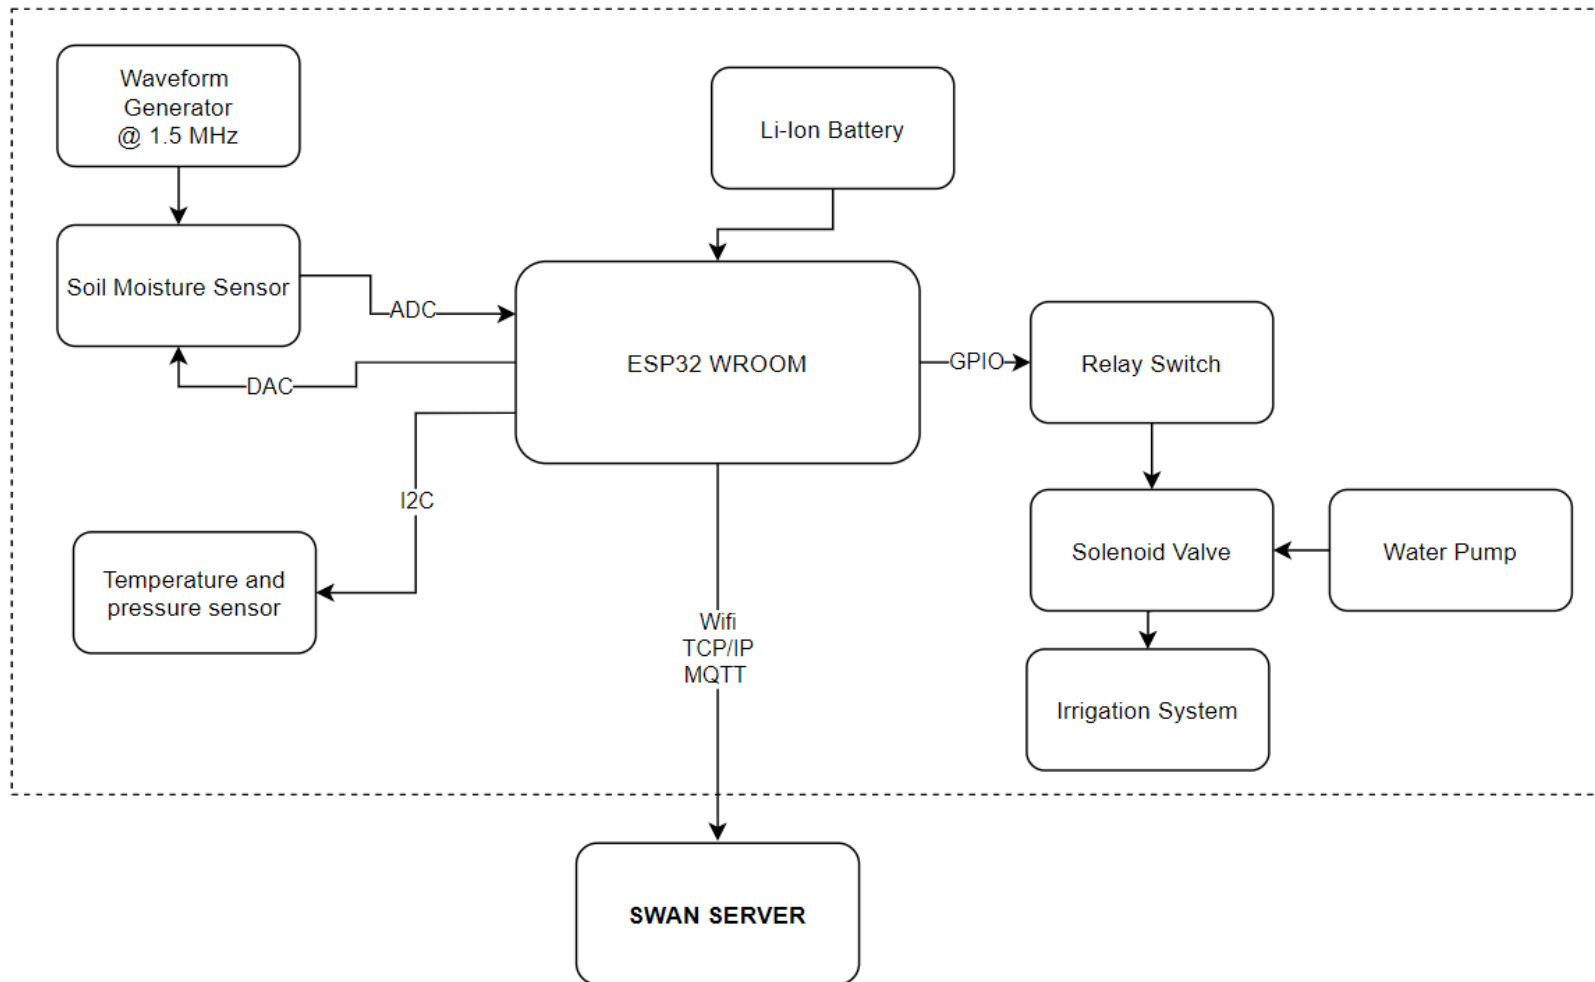 Waveform
Generator
@ 1.5 MHz
Li-Ion Battery
Soil Moisture Sensor
ADC
ESP32 WROOM
GPIO
Relay Switch
DAC
I2C
Solenoid Valve
Water Pump
Temperature and
pressure sensor
Wifi
TCP/IP
MQTT
Irrigation System
SWAN SERVER